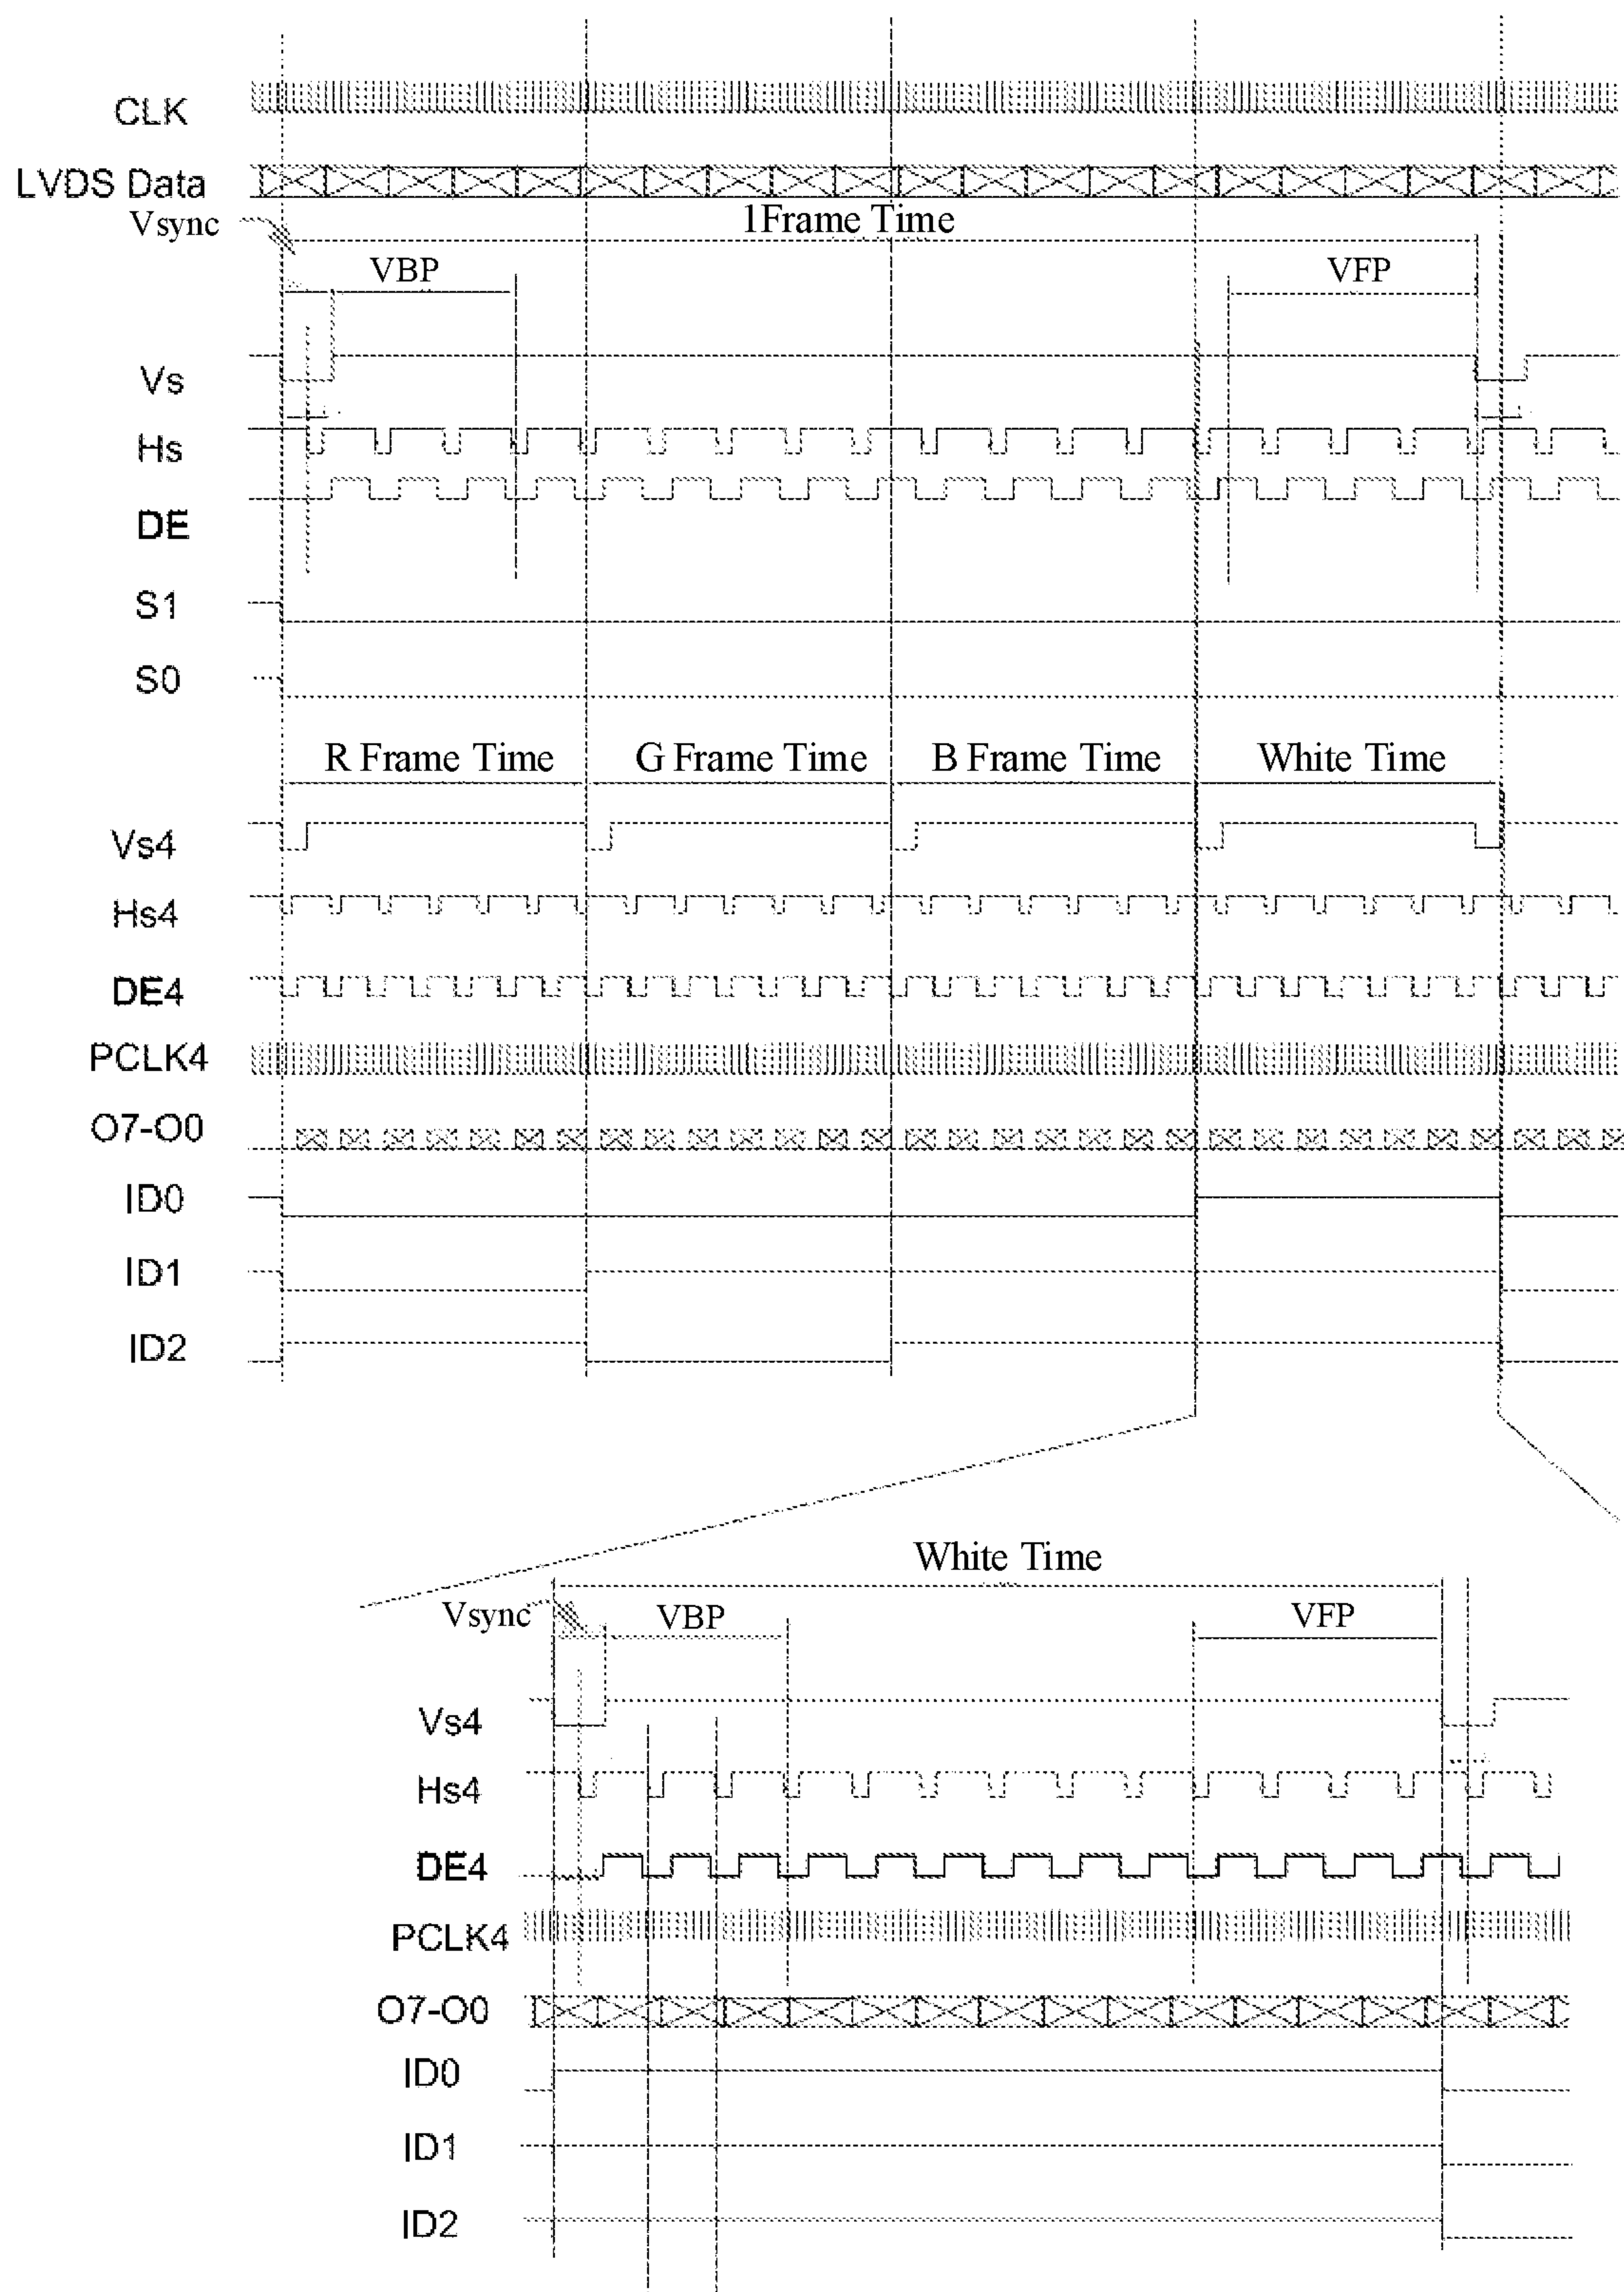 CLK
LVDS Data
Vsync
1Frame Time
VBP
VFP
Vs
Hs
DE
S1
S0
R Frame Time
G Frame Time
B Frame Time
White Time
Vs4
Hs4
DE4
PCLK4
O7-O0
ID0
ID1
ID2
White Time
Vsync
VBP
VFP
Vs4
Hs4
DE4
PCLK4
O7-O0
ID0
ID1
ID2